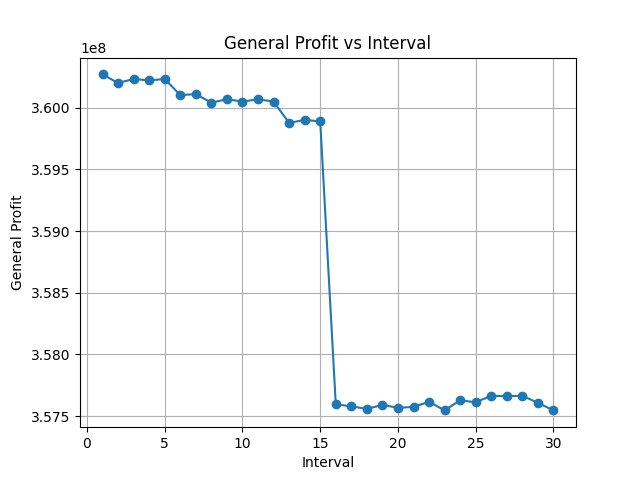 General Profit vs Interval
1e8
3.600
3.595
3.590
3.585
3.580
3.575
General Profit
0 5 10 15 20 25 30
Interval